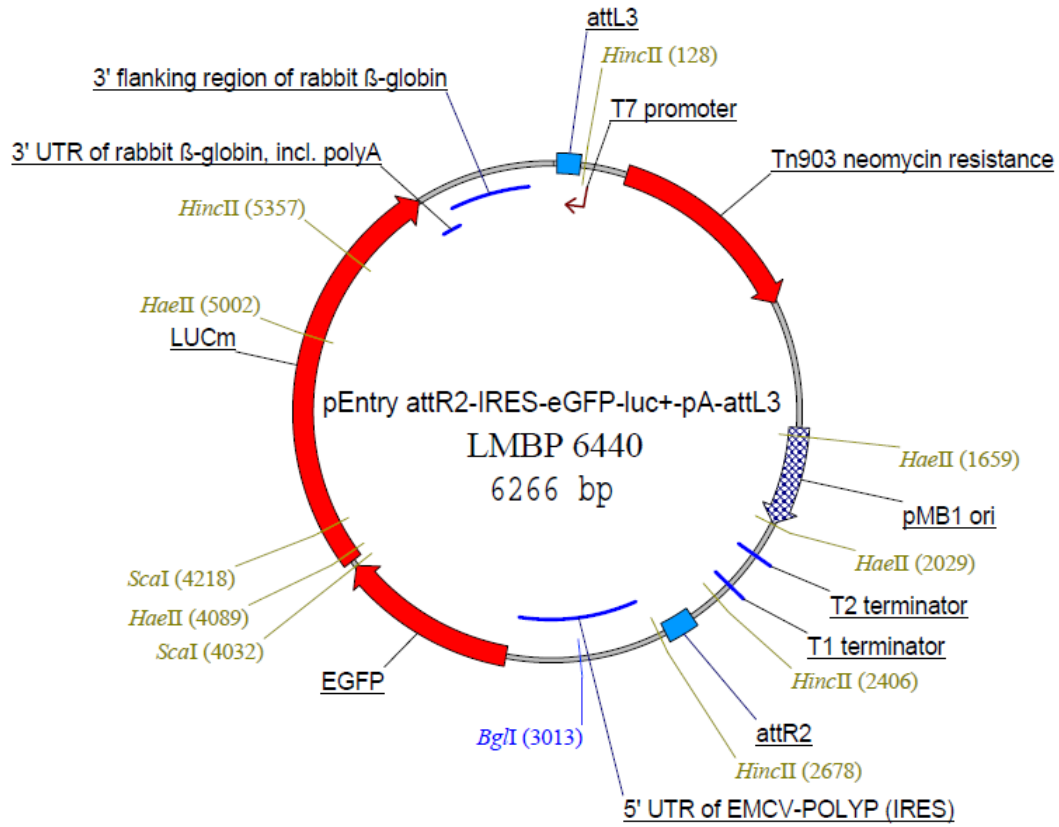 attL3
HincII (128)
3' flanking region of rabbit ß-globin
T7 promoter
3' UTR of rabbit ß-globin, incl. polyA
Tn903 neomycin resistance
HincII (5357)
HaeII (5002)
LUCm
pEntry attR2-IRES-eGFP-luc+-pA-attL3
LMBP 6440
6266 bp
HaeII (1659)
pMB1 ori
HaeII (2029)
ScaI (4218)
HaeII (4089)
ScaI (4032)
T2 terminator
T1 terminator
EGFP
HincII (2406)
BglI (3013)
attR2
HincII (2678)
5' UTR of EMCV-POLYP (IRES)